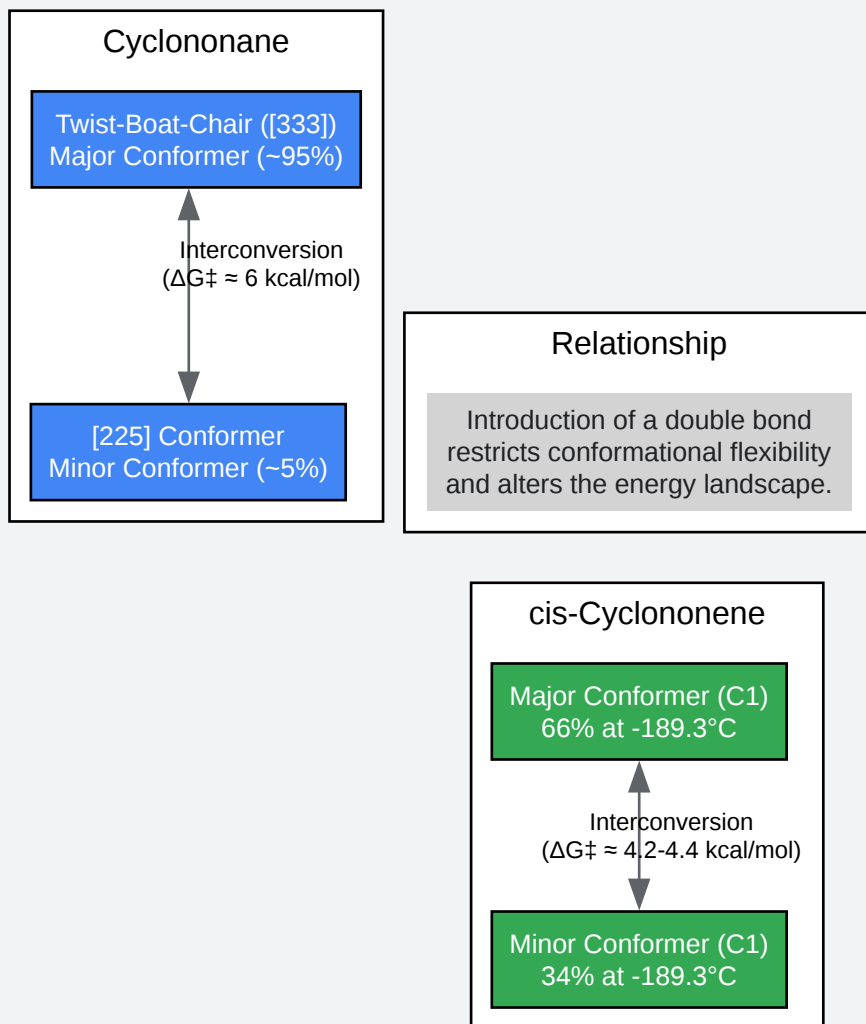 Cyclononane
Twist-Boat-Chair ([333])
Major Conformer (~95%)
Interconversion
(ΔG‡ ≈ 6 kcal/mol)
[225] Conformer
Minor Conformer (~5%)
Relationship
Introduction of a double bond
restricts conformational flexibility
and alters the energy landscape.
cis-Cyclononene
Major Conformer (C1)
66% at -189.3°C
Interconversion
(ΔG‡ ≈ 4.2-4.4 kcal/mol)
Minor Conformer (C1)
34% at -189.3°C